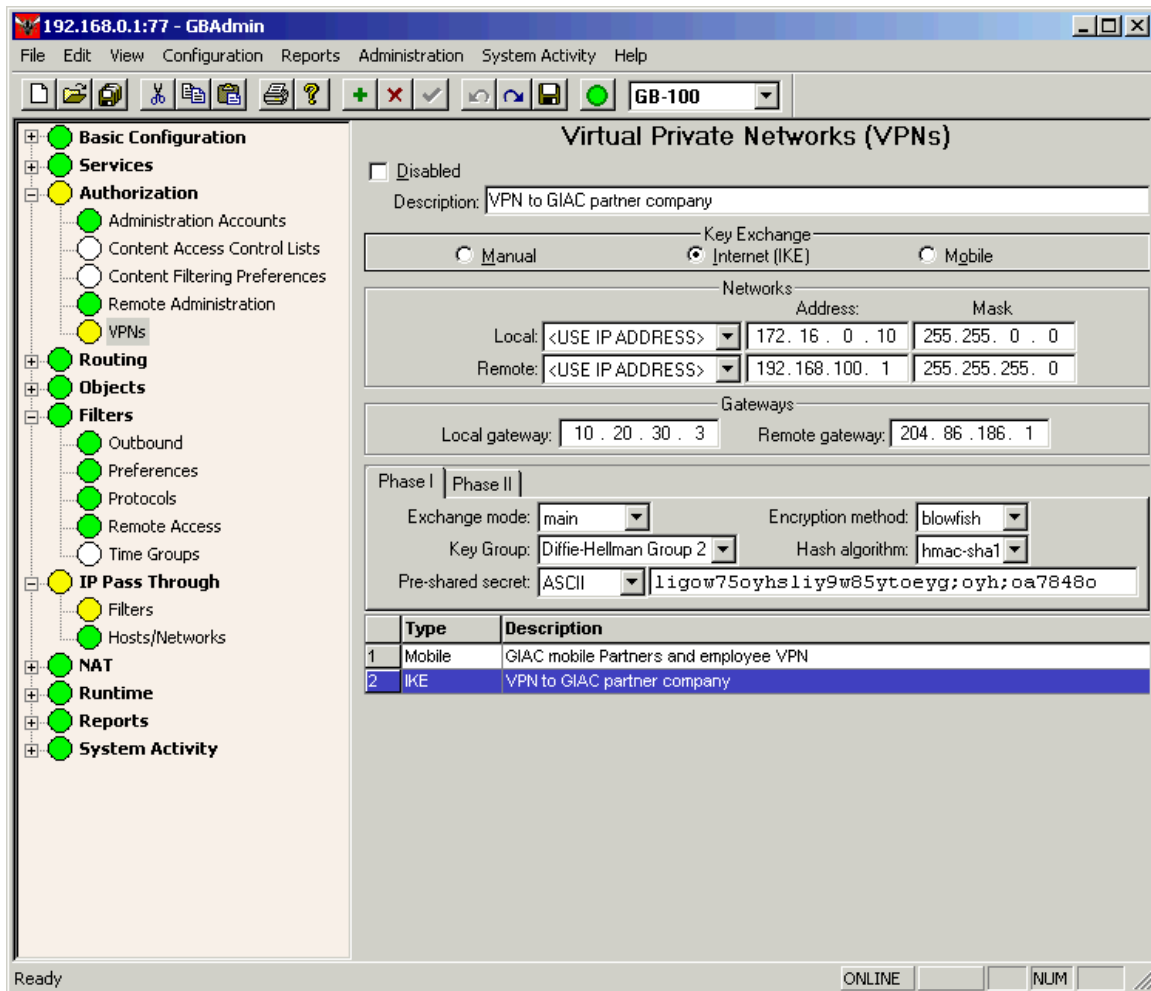 192.168.0.1:77 - GBAdmin
File Edit View Configuration Reports Administration System Activity Help
GB-100
Basic Configuration
Services
Authorization
Administration Accounts
Content Access Control Lists
Content Filtering Preferences
Remote Administration
VPNs
Routing
Objects
Filters
Outbound
Preferences
Protocols
Remote Access
Time Groups
IP Pass Through
Filters
Hosts/Networks
NAT
Runtime
Reports
System Activity
Virtual Private Networks (VPNs)
Disabled
Description: VPN to GIAC partner company
Key Exchange
Manual Internet (IKE) Mobile
Networks
Address: Mask
Local: <USE IP ADDRESS> 172. 16 . 0 . 10 255.255. 0 . 0
Remote: <USE IP ADDRESS> 192.168.100. 1 255.255.255. 0
Gateways
Local gateway: 10 . 20 . 30 . 3 Remote gateway: 204. 86 .186. 1
Phase I Phase II
Exchange mode: main Encryption method: blowfish
Key Group: Diffie-Hellman Group 2 Hash algorithm: hmac-sha1
Pre-shared secret: ASCII ligow75oyhsliy9w85ytoeyg;oyh;oa7848o
Type Description
1 Mobile GIAC mobile Partners and employee VPN
2 IKE VPN to GIAC partner company
Ready ONLINE NUM